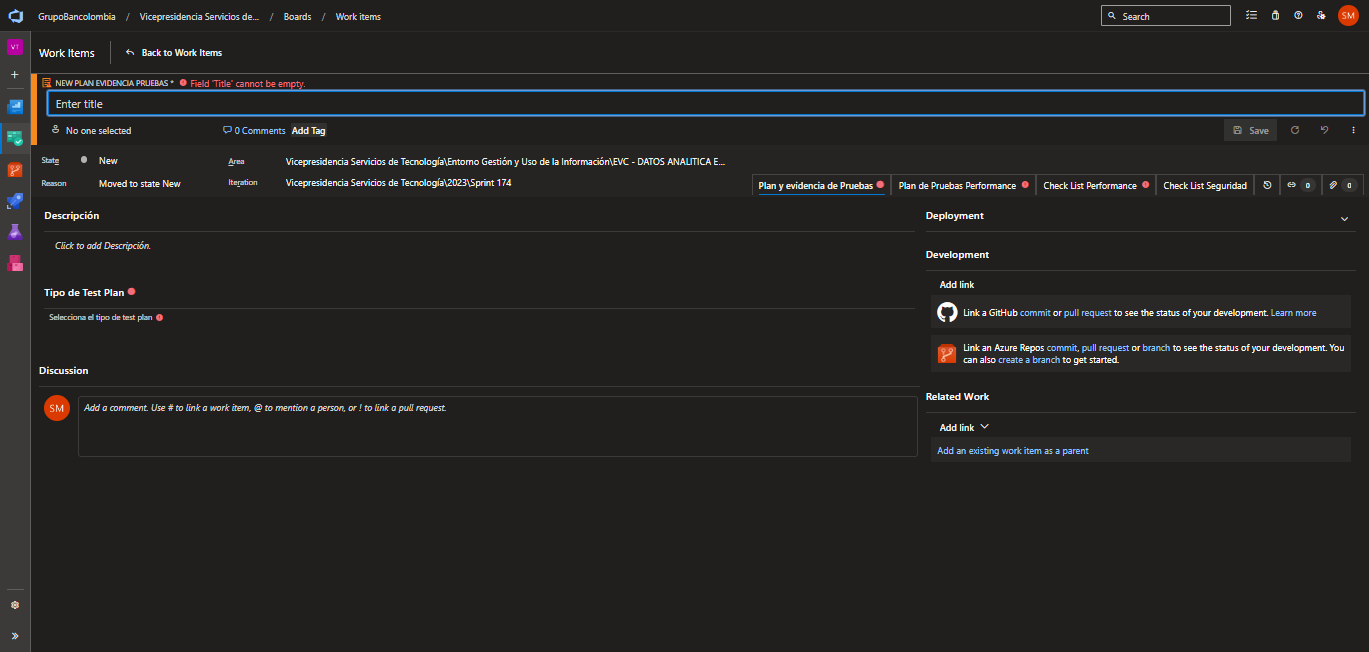 GrupoBancolombia / Vicepresidencia Servicios de... / Boards / Work items
Search
SM
VT
Work Items
Back to Work Items
NEW PLAN EVIDENCIA PRUEBAS * Field 'Title' cannot be empty.
Enter title
No one selected
0 Comments
Add Tag
Save
State
New
Area
Vicepresidencia Servicios de Tecnología\Entorno Gestión y Uso de la Información\EVC - DATOS ANALITICA E...
Reason
Moved to state New
Iteration
Vicepresidencia Servicios de Tecnología\2023\Sprint 174
Plan y evidencia de Pruebas
Plan de Pruebas Performance
Check List Performance
Check List Seguridad
0
0
Descripción
Click to add Descripción.
Tipo de Test Plan
Selecciona el tipo de test plan
Discussion
SM
Add a comment. Use # to link a work item, @ to mention a person, or ! to link a pull request.
Deployment
Development
Add link
Link a GitHub commit or pull request to see the status of your development. Learn more
Link an Azure Repos commit, pull request or branch to see the status of your development. You
can also create a branch to get started.
Related Work
Add link
Add an existing work item as a parent